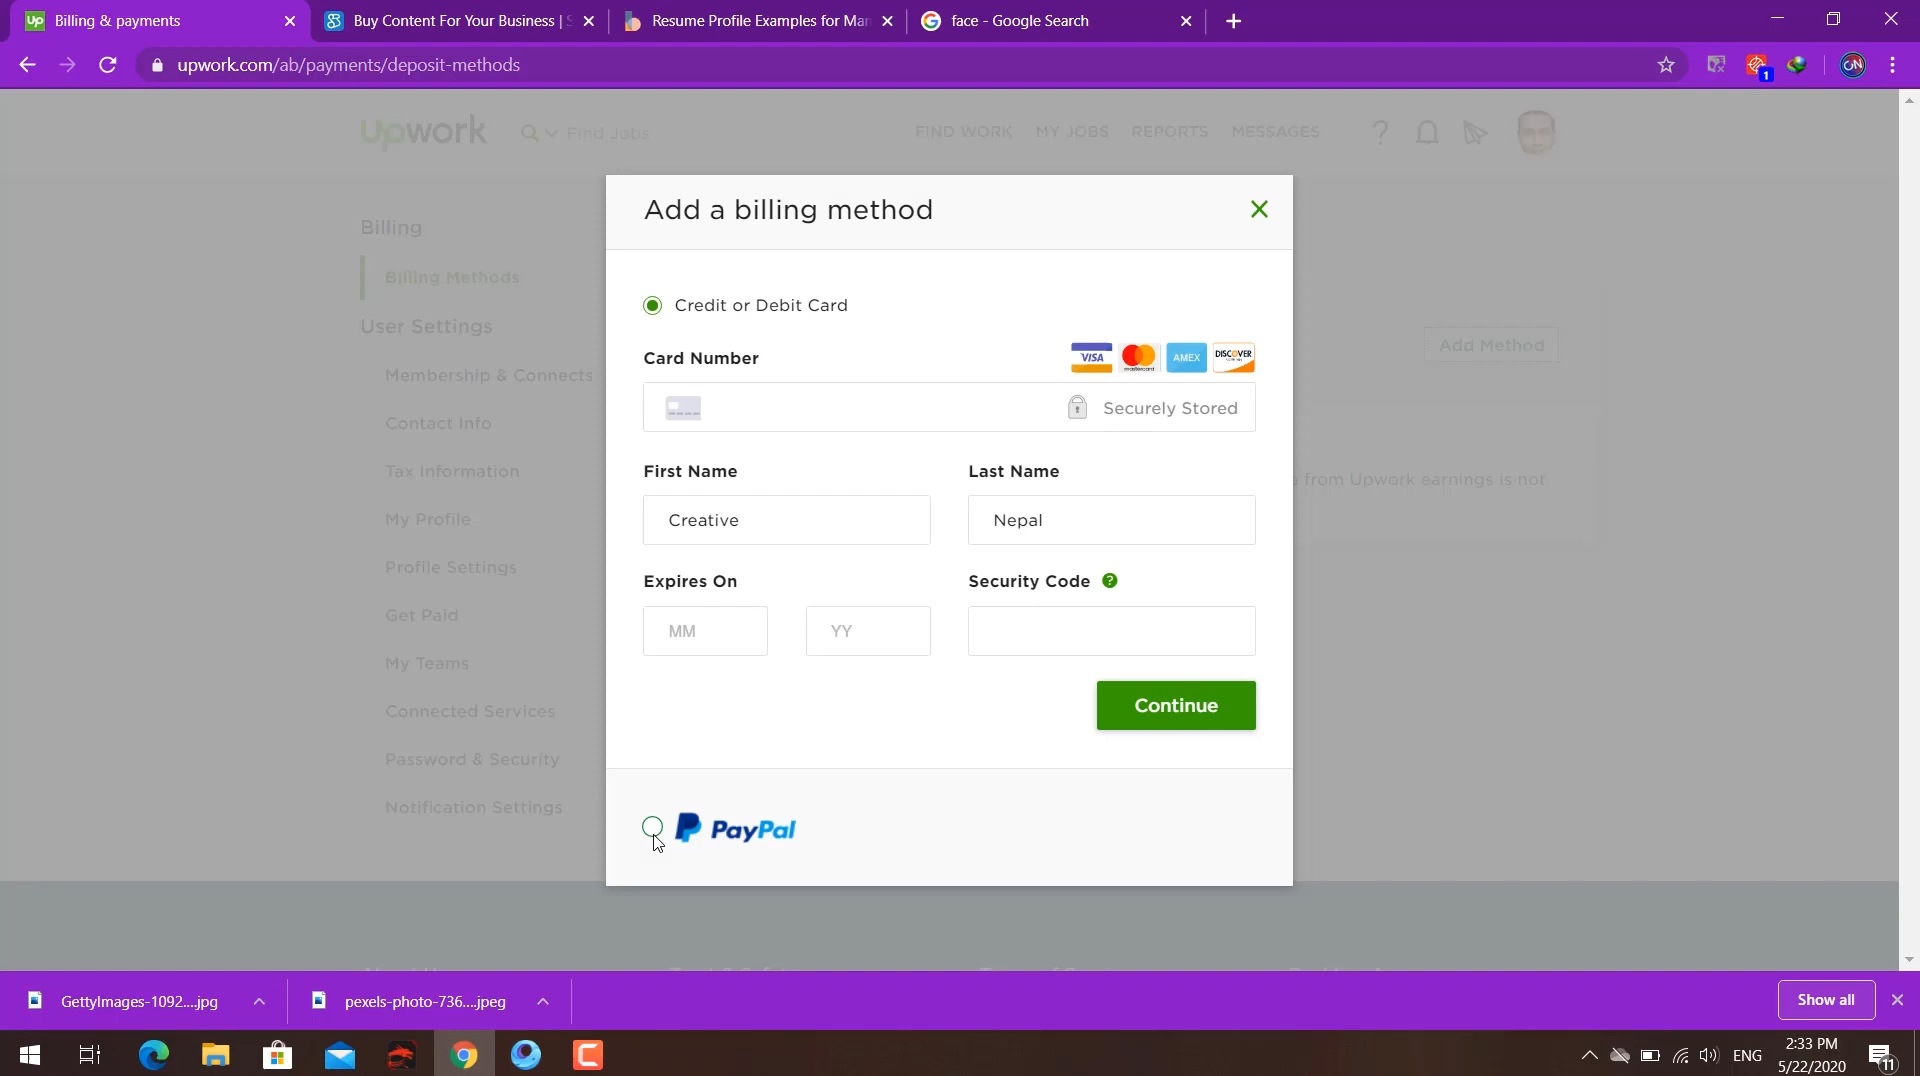 Billing & payments
Buy Content For Your Business | S
Resume Profile Examples for Man
face - Google Search
upwork.com/ab/payments/deposit-methods
1
GN
upwork
Find Jobs
FIND WORK
MY JOBS
REPORTS
MESSAGES
Add a billing method
Billing
Billing Methods
User Settings
Membership & Connects
Contact Info
Tax Information
My Profile
Profile Settings
Get Paid
My Teams
Connected Services
Password & Security
Notification Settings
Credit or Debit Card
Card Number
VISA
mastercard
AMEX
DISCOVER
Securely Stored
First Name
Last Name
Creative
Nepal
Expires On
Security Code ?
MM
YY
Continue
PayPal
Add Method
from Upwork earnings is not
GettyImages-1092....jpg
pexels-photo-736....jpeg
Show all
ENG
2:33 PM
5/22/2020
11